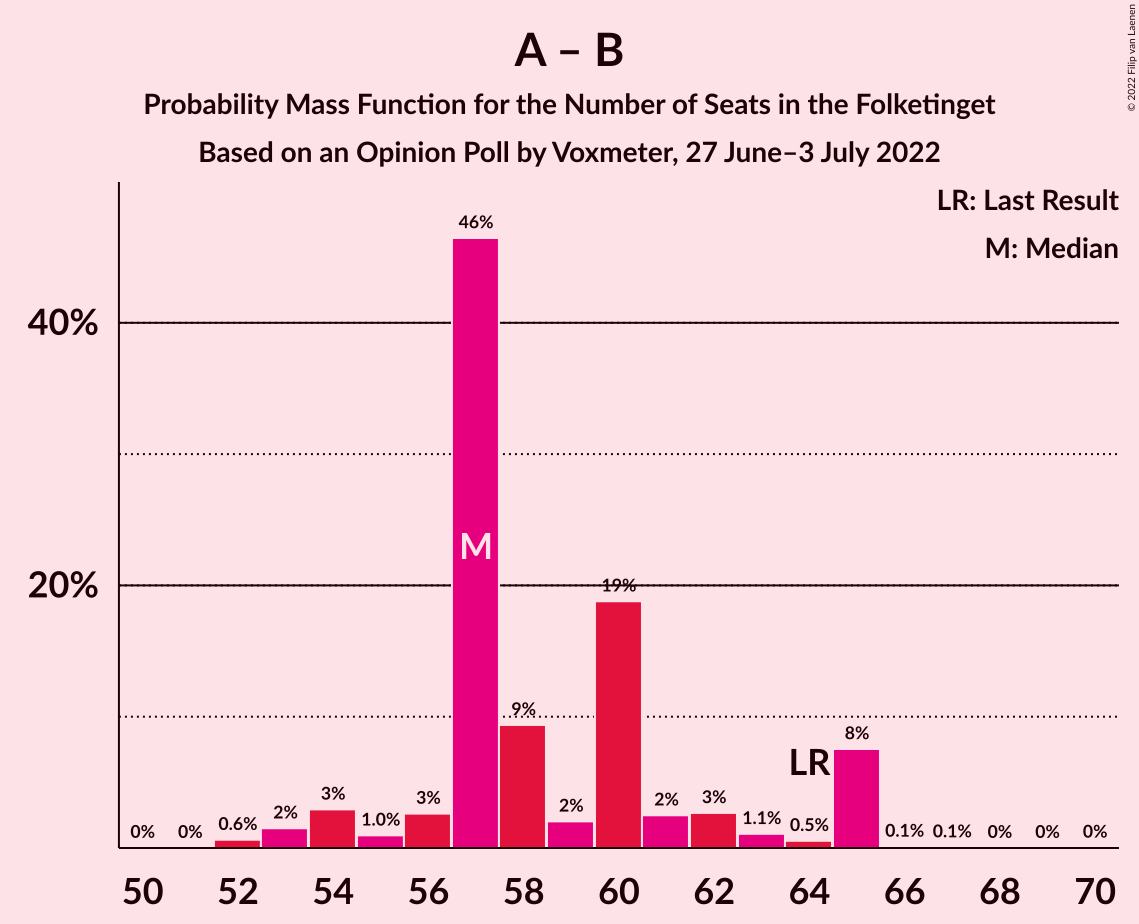 A – B
Probability Mass Function for the Number of Seats in the Folketinget
Based on an Opinion Poll by Voxmeter, 27 June–3 July 2022
© 2022 Filip van Laenen
LR: Last Result
M: Median
46%
40%
M
20%
19%
9%
8%
LR
0% 0% 0.6% 2% 3% 1.0% 3% 2% 2% 3% 1.1% 0.5% 0.1% 0.1% 0% 0% 0%
50 52 54 56 58 60 62 64 66 68 70